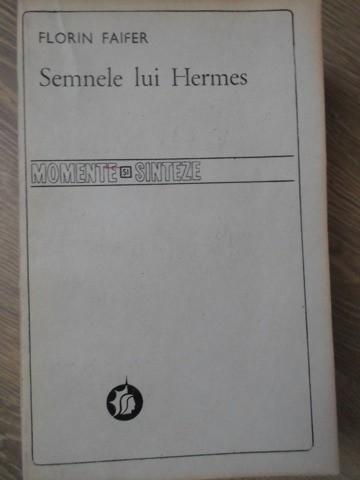 FLORIN FAIFER
Semnele lui Hermes
MOMENTE ȘI SINTEZE